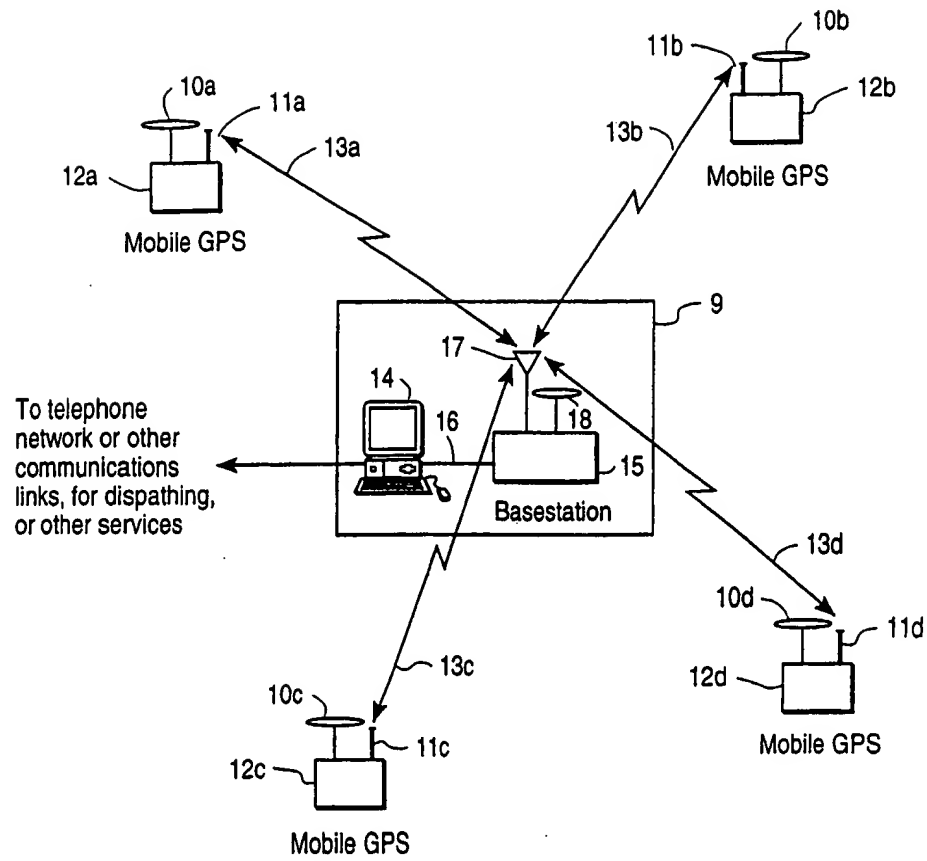 10b
11b
10a
11a
12b
13a
13b
12a
Mobile GPS
Mobile GPS
9
17
14
18
16
15
To telephone
network or other
communications
links, for dispathing,
or other services
Basestation
13d
10d
11d
13c
12d
10c
11c
12c
Mobile GPS
Mobile GPS